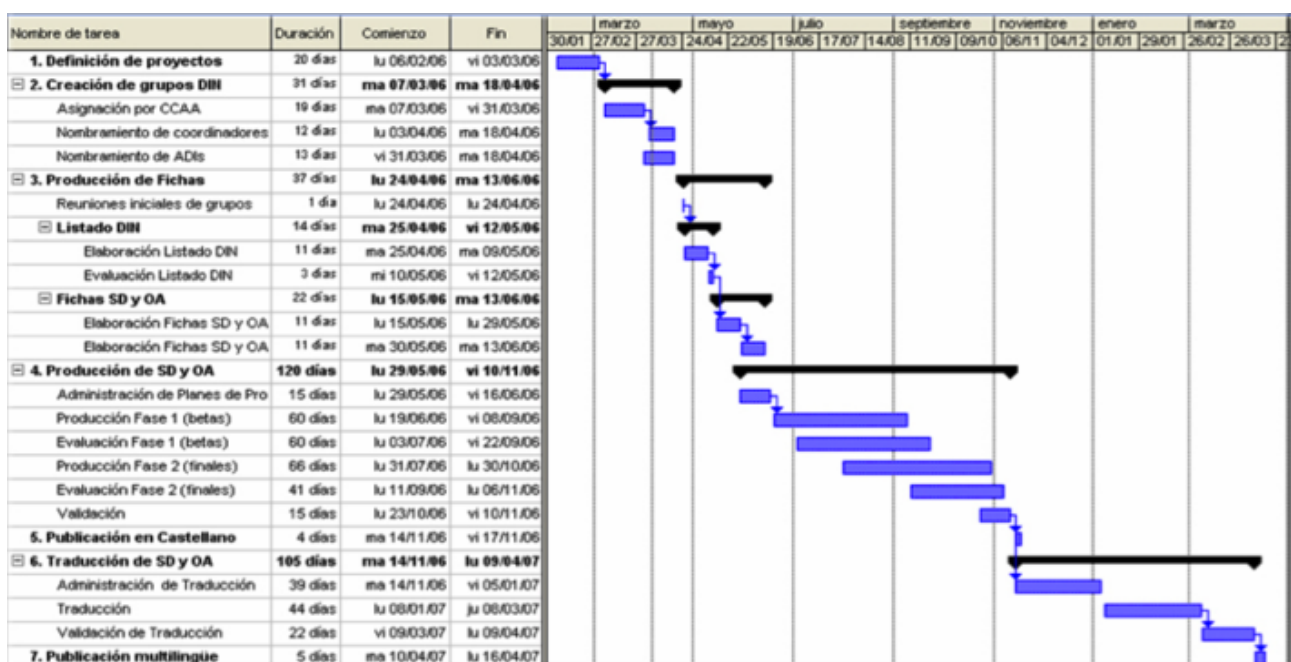 Nombre de tarea Duración Comienzo Fin marzo mayo julio septiembre noviembre enero marzo
30/01 27/02 27/03 24/04 22/05 19/06 17/07 14/08 11/09 09/10 06/11 04/12 01/01 29/01 26/02 26/03
1. Definición de proyectos 20 días lu 06/02/06 vi 03/03/06
2. Creación de grupos DIN 31 días ma 07/03/06 ma 18/04/06
Asignación por CCAA 19 días ma 07/03/06 vi 31/03/06
Nombramiento de coordinadores 12 días lu 03/04/06 ma 18/04/06
Nombramiento de ADIs 13 días vi 31/03/06 ma 18/04/06
3. Producción de Fichas 37 días lu 24/04/06 ma 13/06/06
Reuniones iniciales de grupos 1 día lu 24/04/06 lu 24/04/06
Listado DIN 14 días ma 25/04/06 vi 12/05/06
Elaboración Listado DIN 11 días ma 25/04/06 ma 09/05/06
Evaluación Listado DIN 3 días mi 10/05/06 vi 12/05/06
Fichas SD y OA 22 días lu 15/05/06 ma 13/06/06
Elaboración Fichas SD y OA 11 días lu 15/05/06 lu 29/05/06
Elaboración Fichas SD y OA 11 días ma 30/05/06 ma 13/06/06
4. Producción de SD y OA 120 días lu 29/05/06 vi 10/11/06
Administración de Planes de Pro 15 días lu 29/05/06 vi 16/06/06
Producción Fase 1 (betas) 60 días lu 19/06/06 vi 08/09/06
Evaluación Fase 1 (betas) 60 días lu 03/07/06 vi 22/09/06
Producción Fase 2 (finales) 66 días lu 31/07/06 lu 30/10/06
Evaluación Fase 2 (finales) 41 días lu 11/09/06 lu 06/11/06
Validación 15 días lu 23/10/06 vi 10/11/06
5. Publicación en Castellano 4 días ma 14/11/06 vi 17/11/06
6. Traducción de SD y OA 105 días ma 14/11/06 lu 09/04/07
Administración de Traducción 39 días ma 14/11/06 vi 05/01/07
Traducción 44 días lu 08/01/07 ju 08/03/07
Validación de Traducción 22 días vi 09/03/07 lu 09/04/07
7. Publicación multilingüe 5 días ma 10/04/07 lu 16/04/07